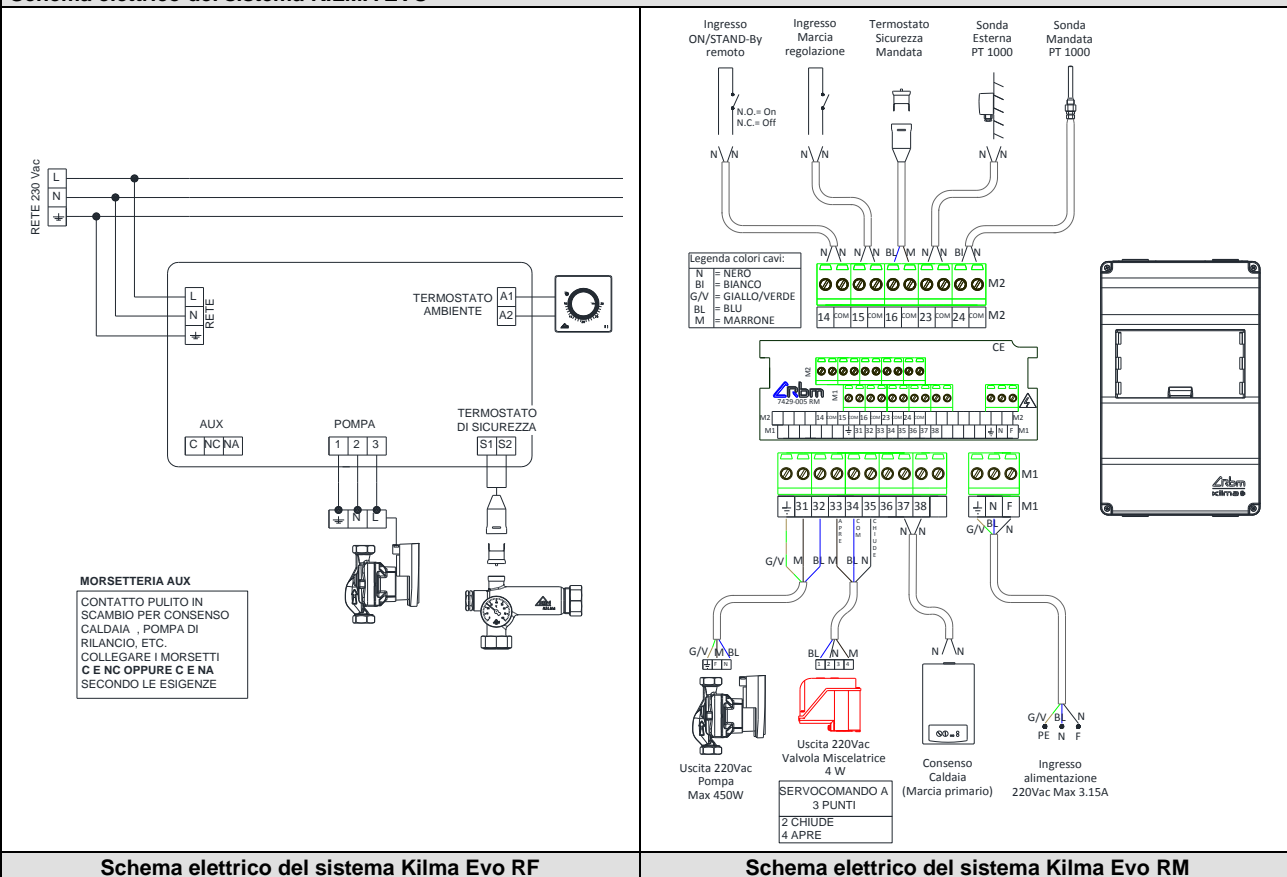 RETE 230 Vac
L
N
L
N
RETE
TERMOSTATO
AMBIENTE
A1
A2
AUX
C NC NA
POMPA
1 2 3
TERMOSTATO
DI SICUREZZA
S1 S2
N L
MORSETTERIA AUX
CONTATTO PULITO IN
SCAMBIO PER CONSENSO
CALDAIA , POMPA DI
RILANCIO, ETC.
COLLEGARE I MORSETTI
C E NC OPPURE C E NA
SECONDO LE ESIGENZE
Schema elettrico del sistema Kilma Evo RF
Ingresso
ON/STAND-By
remoto
Ingresso
Marcia
regolazione
Termostato
Sicurezza
Mandata
Sonda
Esterna
PT 1000
Sonda
Mandata
PT 1000
N.O.= On
N.C.= Off
N N N N N N
N N N N BL M N N BI N
Legenda colori cavi:
N = NERO
BI = BIANCO
G/V = GIALLO/VERDE
BL = BLU
M = MARRONE
M2
14 COM 15 COM 16 COM 23 COM 24 COM M2
CE
M2
rbm
7429-005 RM
M1
M2 14 COM 15 COM 16 COM 23 COM 24 COM M2
M1 31 32 33 34 35 36 37 38 N F M1
M1
31 32 33 34 35 36 37 38
N F M1
APRE
COM
CHIUDE
G/V M BL M BL N
N N
G/V BL N
G/V M BL
F N
BL N M
1 2 3 4
N N
G/V BL N
PE N F
Uscita 220Vac
Pompa
Max 450W
Uscita 220Vac
Valvola Miscelatrice
4 W
SERVOCOMANDO A
3 PUNTI
2 CHIUDE
4 APRE
Consenso
Caldaia
(Marcia primario)
Ingresso
alimentazione
220Vac Max 3.15A
rbm
Schema elettrico del sistema Kilma Evo RM